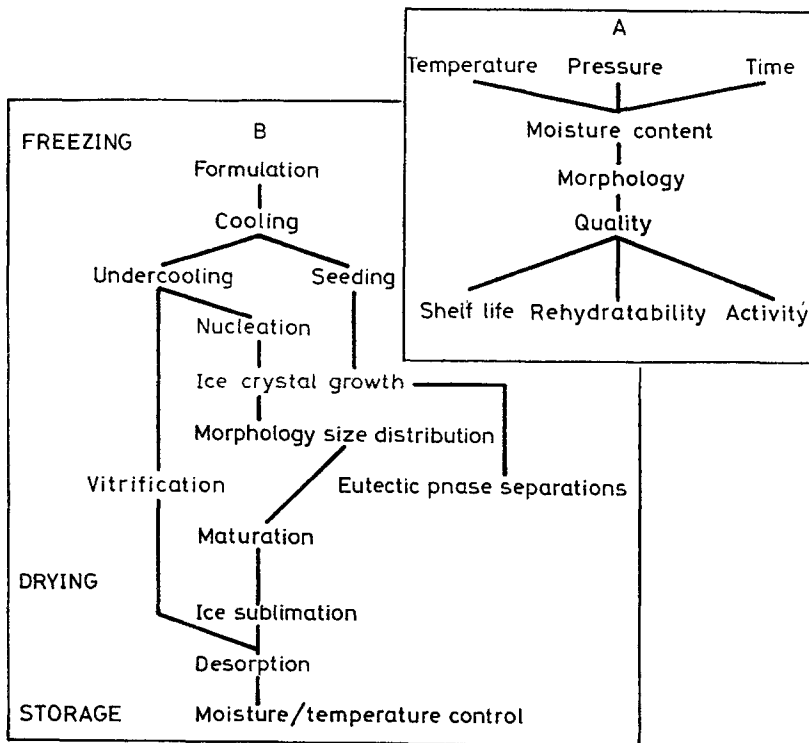 A
Temperature Pressure Time
Moisture content
Morphology
Quality
Shelf life Rehydratability Activity
B
FREEZING
Formulation
Cooling
Undercooling Seeding
Nucleation
Ice crystal growth
Morphology size distribution
Vitrification Eutectic pnase separations
Maturation
DRYING
Ice sublimation
Desorption
STORAGE Moisture/temperature control